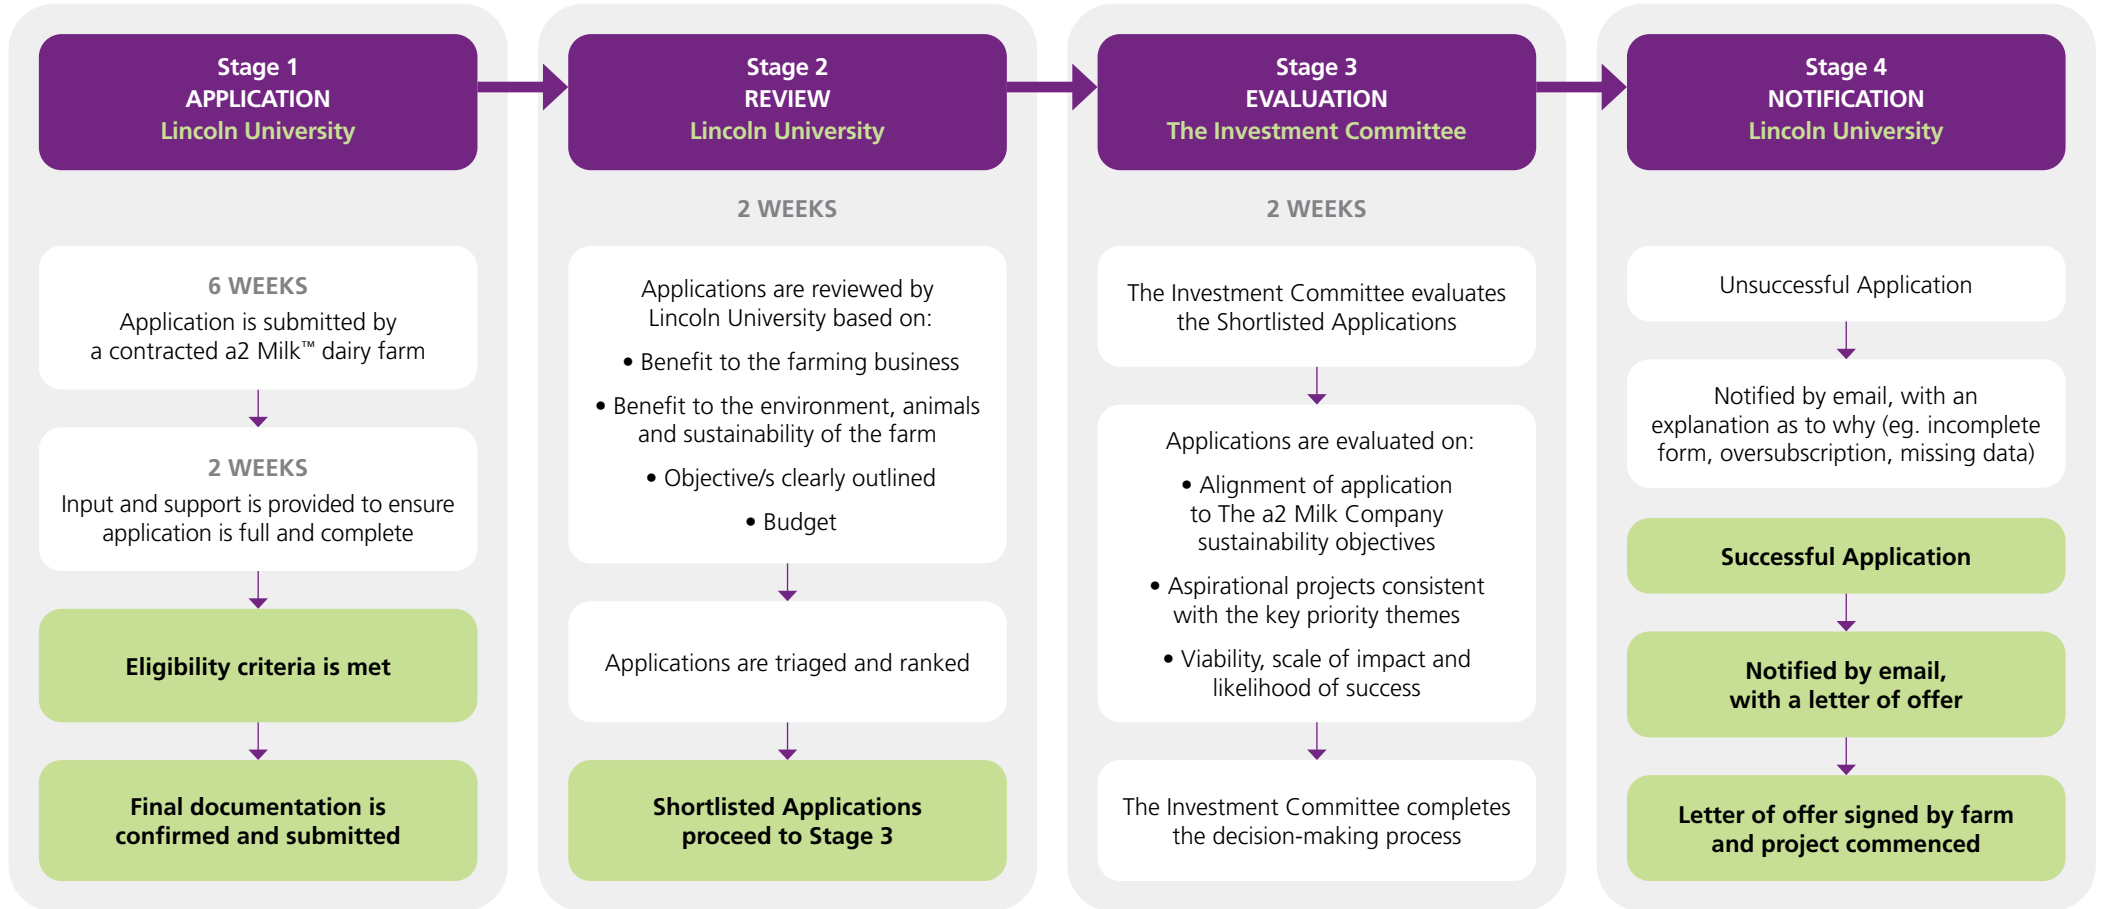 Stage 1
APPLICATION
Lincoln University
6 WEEKS
Application is submitted by
a contracted a2 Milk™ dairy farm
2 WEEKS
Input and support is provided to ensure
application is full and complete
Eligibility criteria is met
Final documentation is
confirmed and submitted
Stage 2
REVIEW
Lincoln University
2 WEEKS
Applications are reviewed by
Lincoln University based on:
• Benefit to the farming business
• Benefit to the environment, animals
and sustainability of the farm
• Objective/s clearly outlined
• Budget
Applications are triaged and ranked
Shortlisted Applications
proceed to Stage 3
Stage 3
EVALUATION
The Investment Committee
2 WEEKS
The Investment Committee evaluates
the Shortlisted Applications
Applications are evaluated on:
• Alignment of application
to The a2 Milk Company
sustainability objectives
• Aspirational projects consistent
with the key priority themes
• Viability, scale of impact and
likelihood of success
The Investment Committee completes
the decision-making process
Stage 4
NOTIFICATION
Lincoln University
Unsuccessful Application
Notified by email, with an
explanation as to why (eg. incomplete
form, oversubscription, missing data)
Successful Application
Notified by email,
with a letter of offer
Letter of offer signed by farm
and project commenced